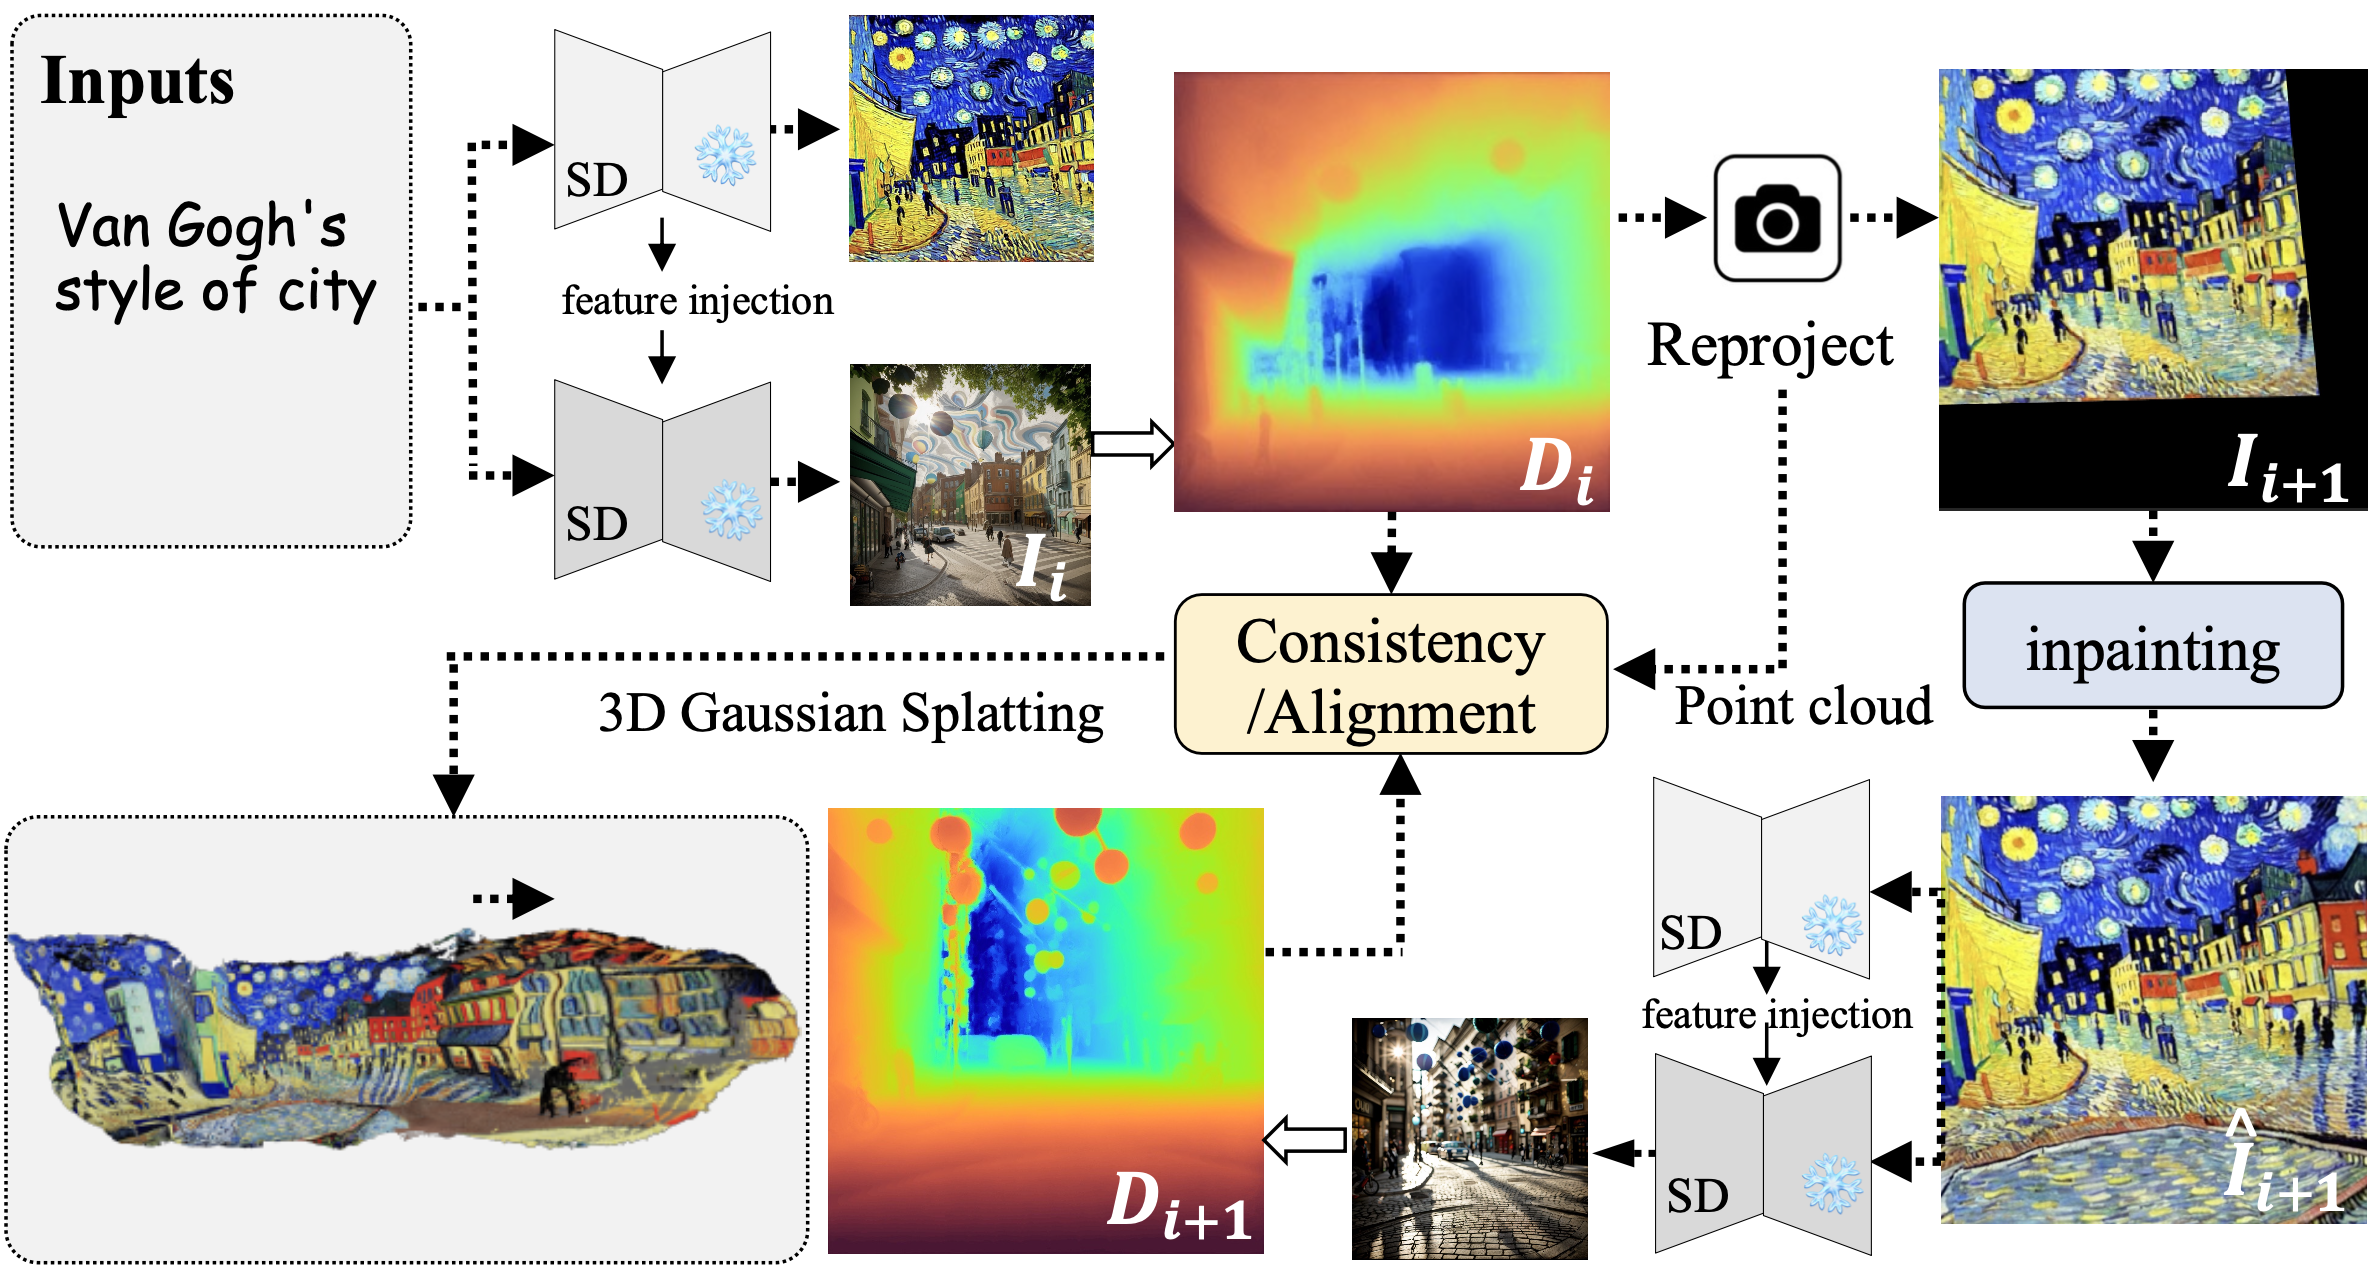 Inputs
Van Gogh's
style of city
SD
feature injection
SD
I_i
D_i
Reproject
I_{i+1}
Consistency
/Alignment
Point cloud
inpainting
3D Gaussian Splatting
SD
feature injection
SD
Î_{i+1}
D_{i+1}